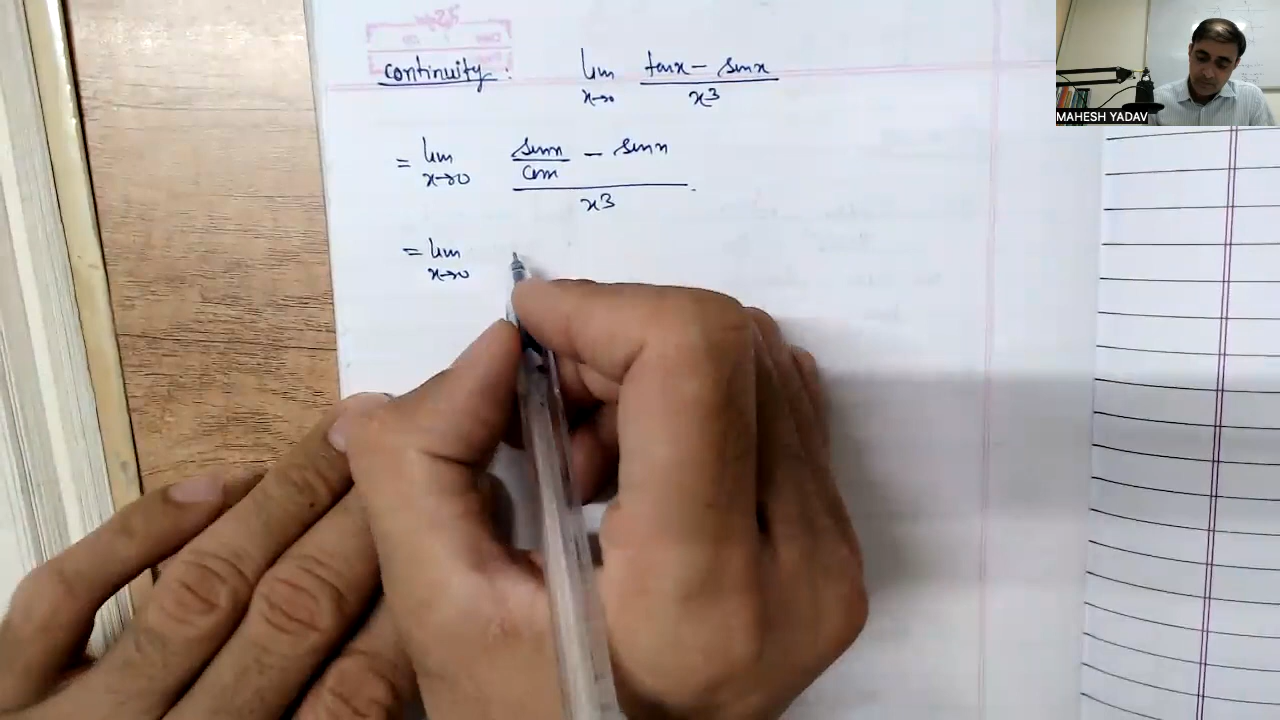 continuity : lim x→0 tanx - sinx / x3
= lim x→0 sinx / cosx - sinx / x3
= lim x→0
MAHESH YADAV